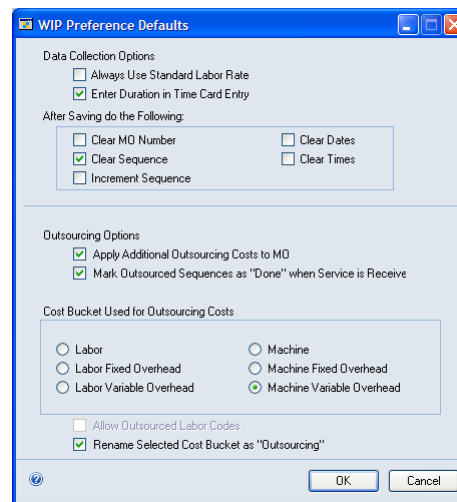 WIP Preference Defaults
Data Collection Options
Always Use Standard Labor Rate
Enter Duration in Time Card Entry
After Saving do the Following:
Clear MO Number
Clear Dates
Clear Sequence
Clear Times
Increment Sequence
Outsourcing Options
Apply Additional Outsourcing Costs to MO
Mark Outsourced Sequences as "Done" when Service is Receive
Cost Bucket Used for Outsourcing Costs
Labor
Machine
Labor Fixed Overhead
Machine Fixed Overhead
Labor Variable Overhead
Machine Variable Overhead
Allow Outsourced Labor Codes
Rename Selected Cost Bucket as "Outsourcing"
?
OK
Cancel